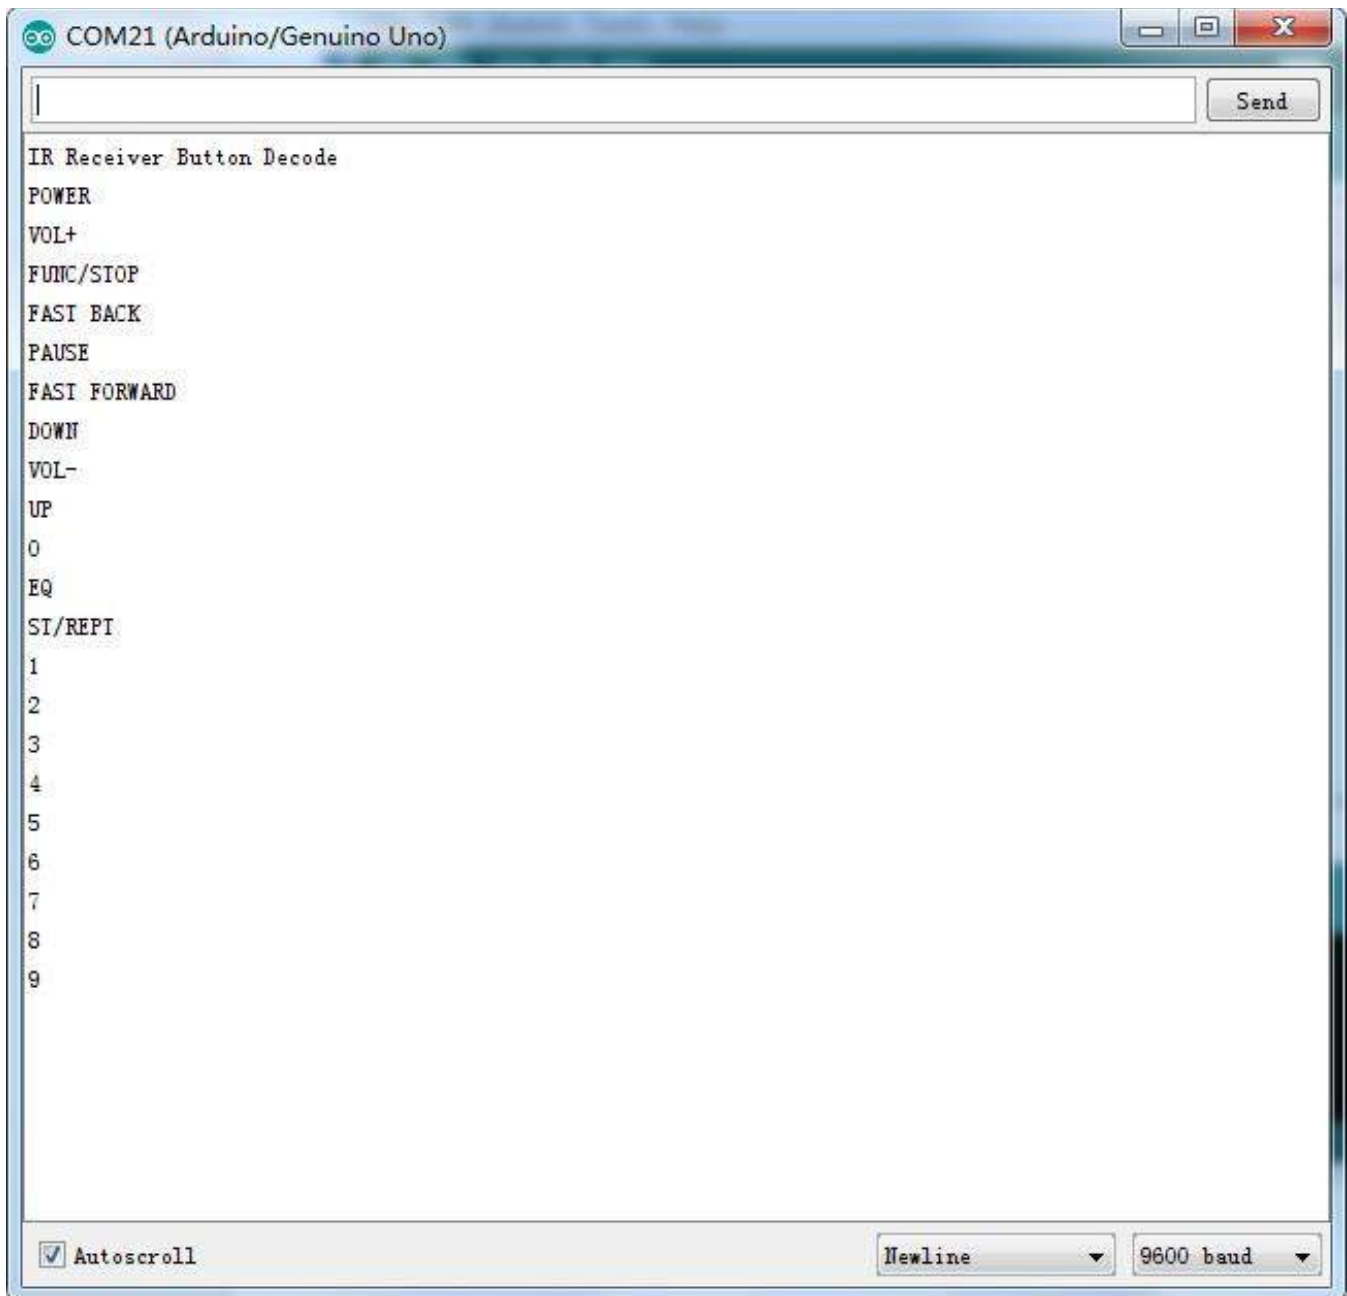 COM21 (Arduino/Genuino Uno)
Send
IR Receiver Button Decode
POWER
VOL+
FUNC/STOP
FAST BACK
PAUSE
FAST FORWARD
DOWN
VOL-
UP
0
EQ
ST/REPT
1
2
3
4
5
6
7
8
9
Autoscroll
Newline
9600 baud